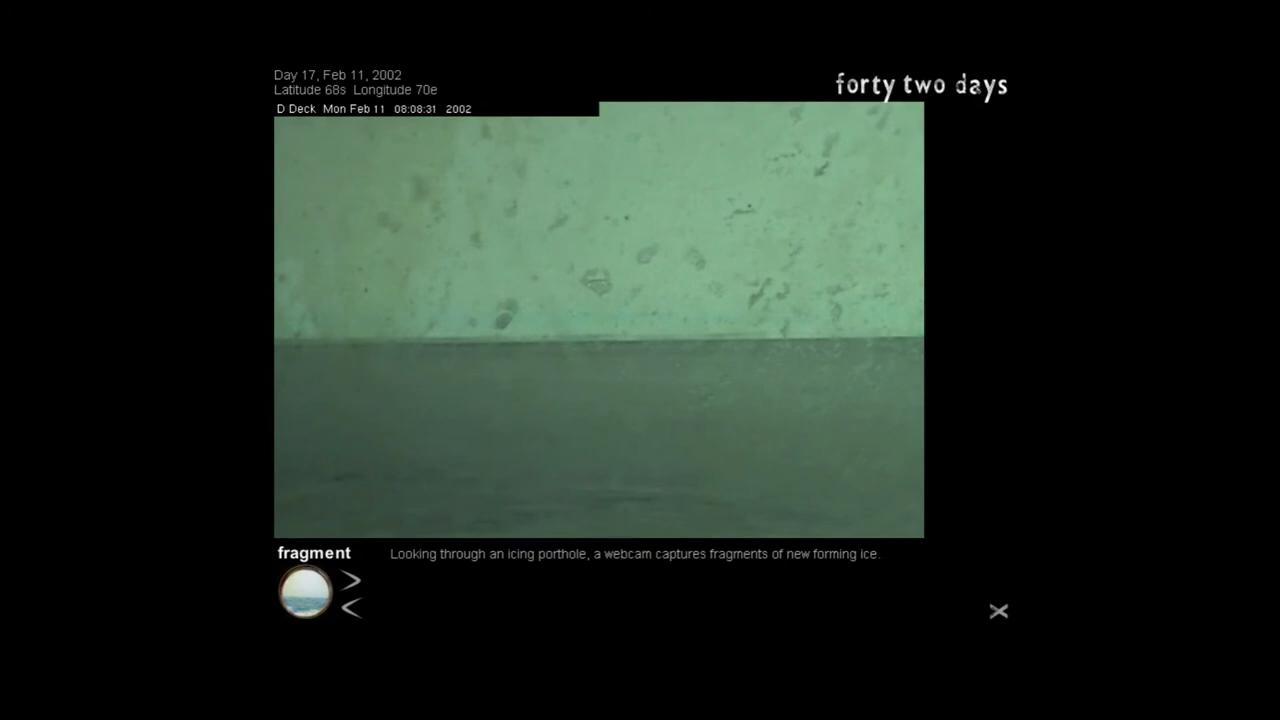 Day 17, Feb 11, 2002
Latitude 68s Longitude 70e
forty two days
D Deck Mon Feb 11 08:08:31 2002
fragment
Looking through an icing porthole, a webcam captures fragments of new forming ice.